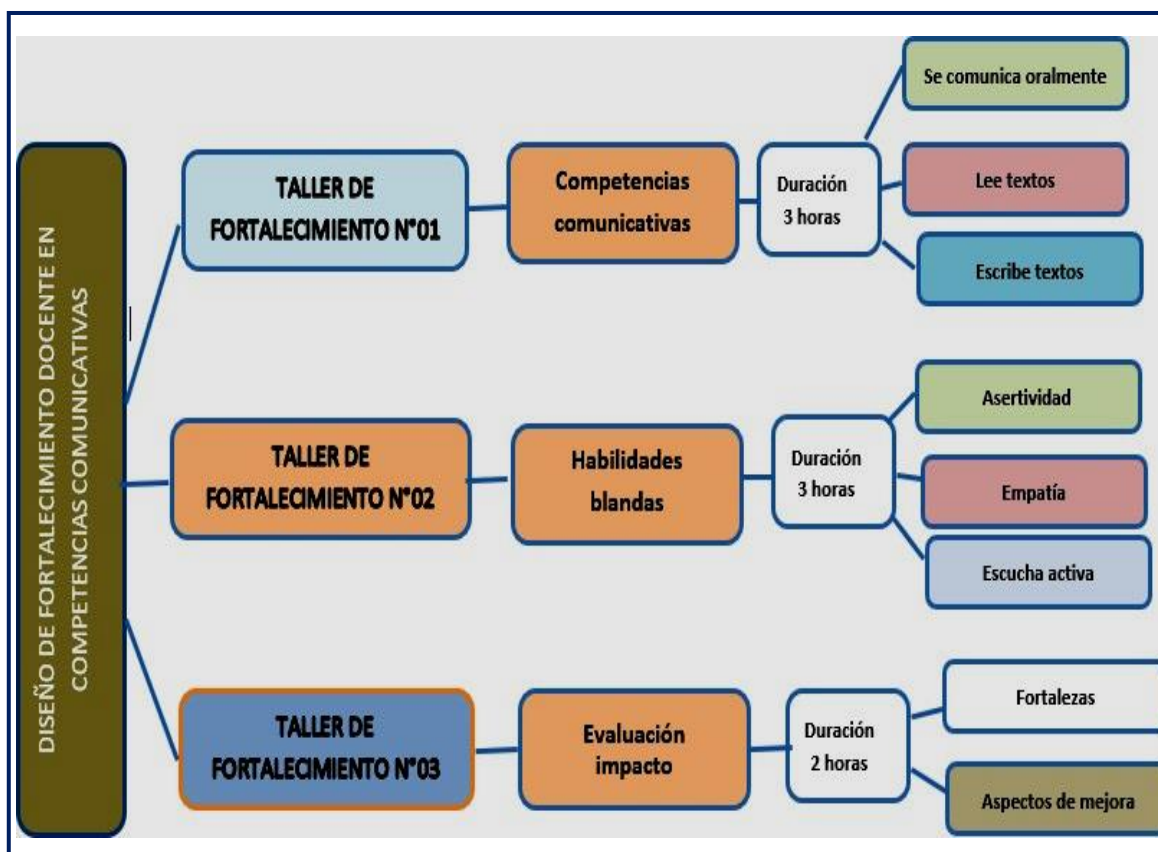 DISEÑO DE FORTALECIMIENTO DOCENTE EN
COMPETENCIAS COMUNICATIVAS
TALLER DE
FORTALECIMIENTO N°01
Competencias
comunicativas
Duración
3 horas
Se comunica oralmente
Lee textos
Escribe textos
TALLER DE
FORTALECIMIENTO N°02
Habilidades
blandas
Duración
3 horas
Asertividad
Empatía
Escucha activa
TALLER DE
FORTALECIMIENTO N°03
Evaluación
impacto
Duración
2 horas
Fortalezas
Aspectos de mejora